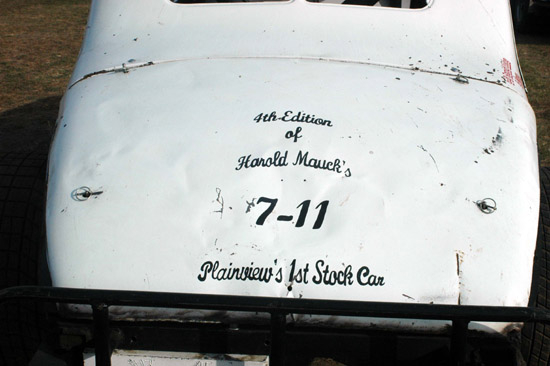 4th-Edition
of
Harold Mauck's
7-11
Plainview's 1st Stock Car